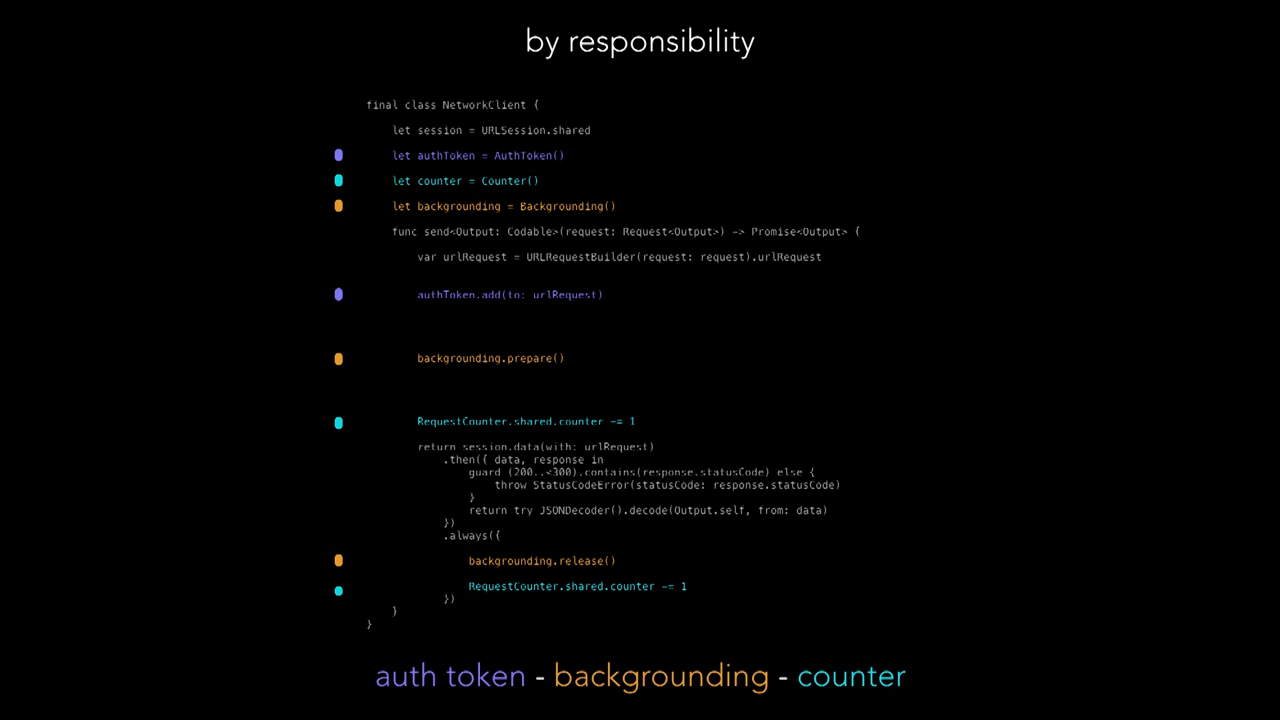 by responsibility
final class NetworkClient {
let session = URLSession.shared
let authToken = AuthToken()
let counter = Counter()
let backgrounding = Backgrounding()
func send<Output: Codable>(request: Request<Output>) -> Promise<Output> {
var urlRequest = URLRequestBuilder(request: request).urlRequest
authToken.add(to: urlRequest)
backgrounding.prepare()
RequestCounter.shared.counter -= 1
return session.data(with: urlRequest)
.then({ data, response in
guard (200..<300).contains(response.statusCode) else {
throw StatusCodeError(statusCode: response.statusCode)
}
return try JSONDecoder().decode(Output.self, from: data)
})
.always({
backgrounding.release()
RequestCounter.shared.counter -= 1
})
}
}
auth token - backgrounding - counter